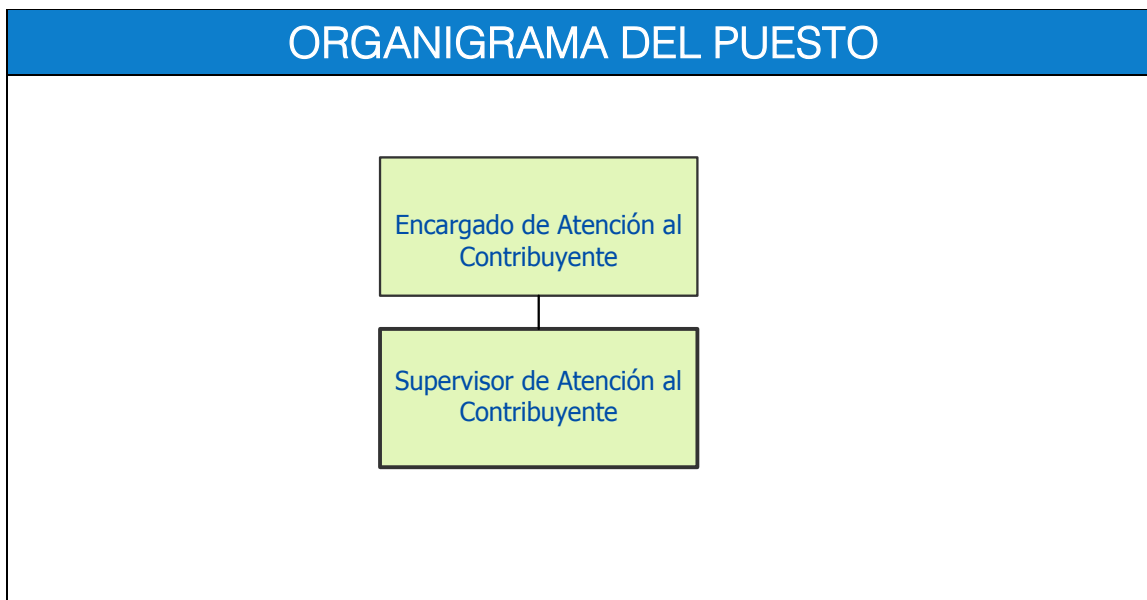 ORGANIGRAMA DEL PUESTO
Encargado de Atención al
Contribuyente
Supervisor de Atención al
Contribuyente